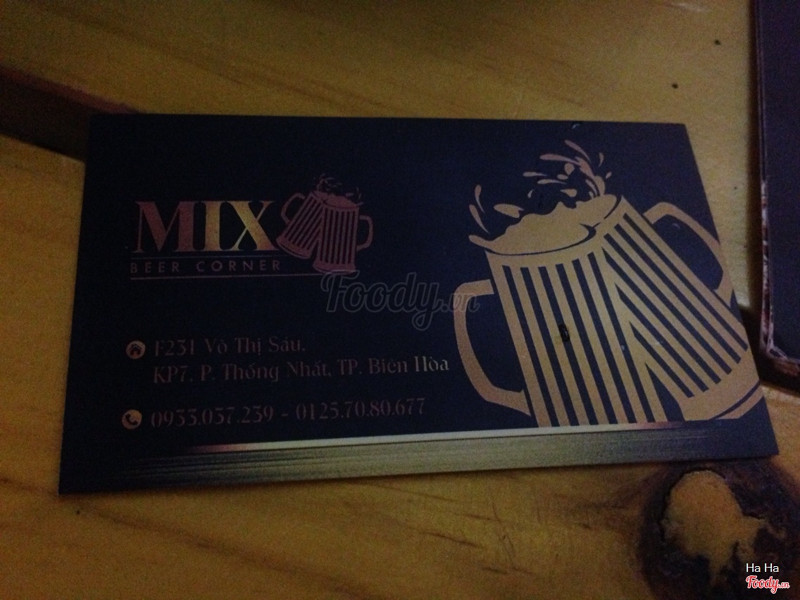 MIX
BEER CORNER
Foody.vn
F231 Võ Thị Sáu,
KP7, P. Thống Nhất, TP. Biên Hòa
0933.037.239 - 0125.70.80.677
Ha Ha
Foody.vn